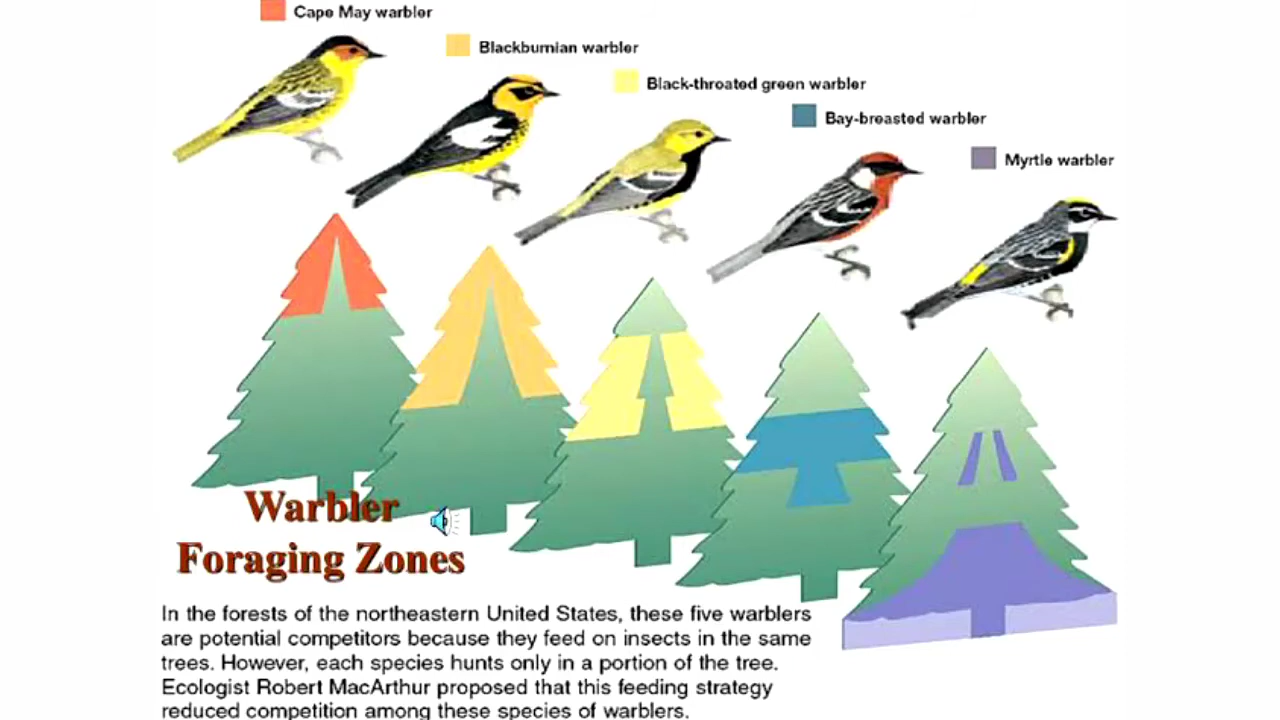 Cape May warbler
Blackburnian warbler
Black-throated green warbler
Bay-breasted warbler
Myrtle warbler
Warbler
Foraging Zones
In the forests of the northeastern United States, these five warblers
are potential competitors because they feed on insects in the same
trees. However, each species hunts only in a portion of the tree.
Ecologist Robert MacArthur proposed that this feeding strategy
reduced competition among these species of warblers.